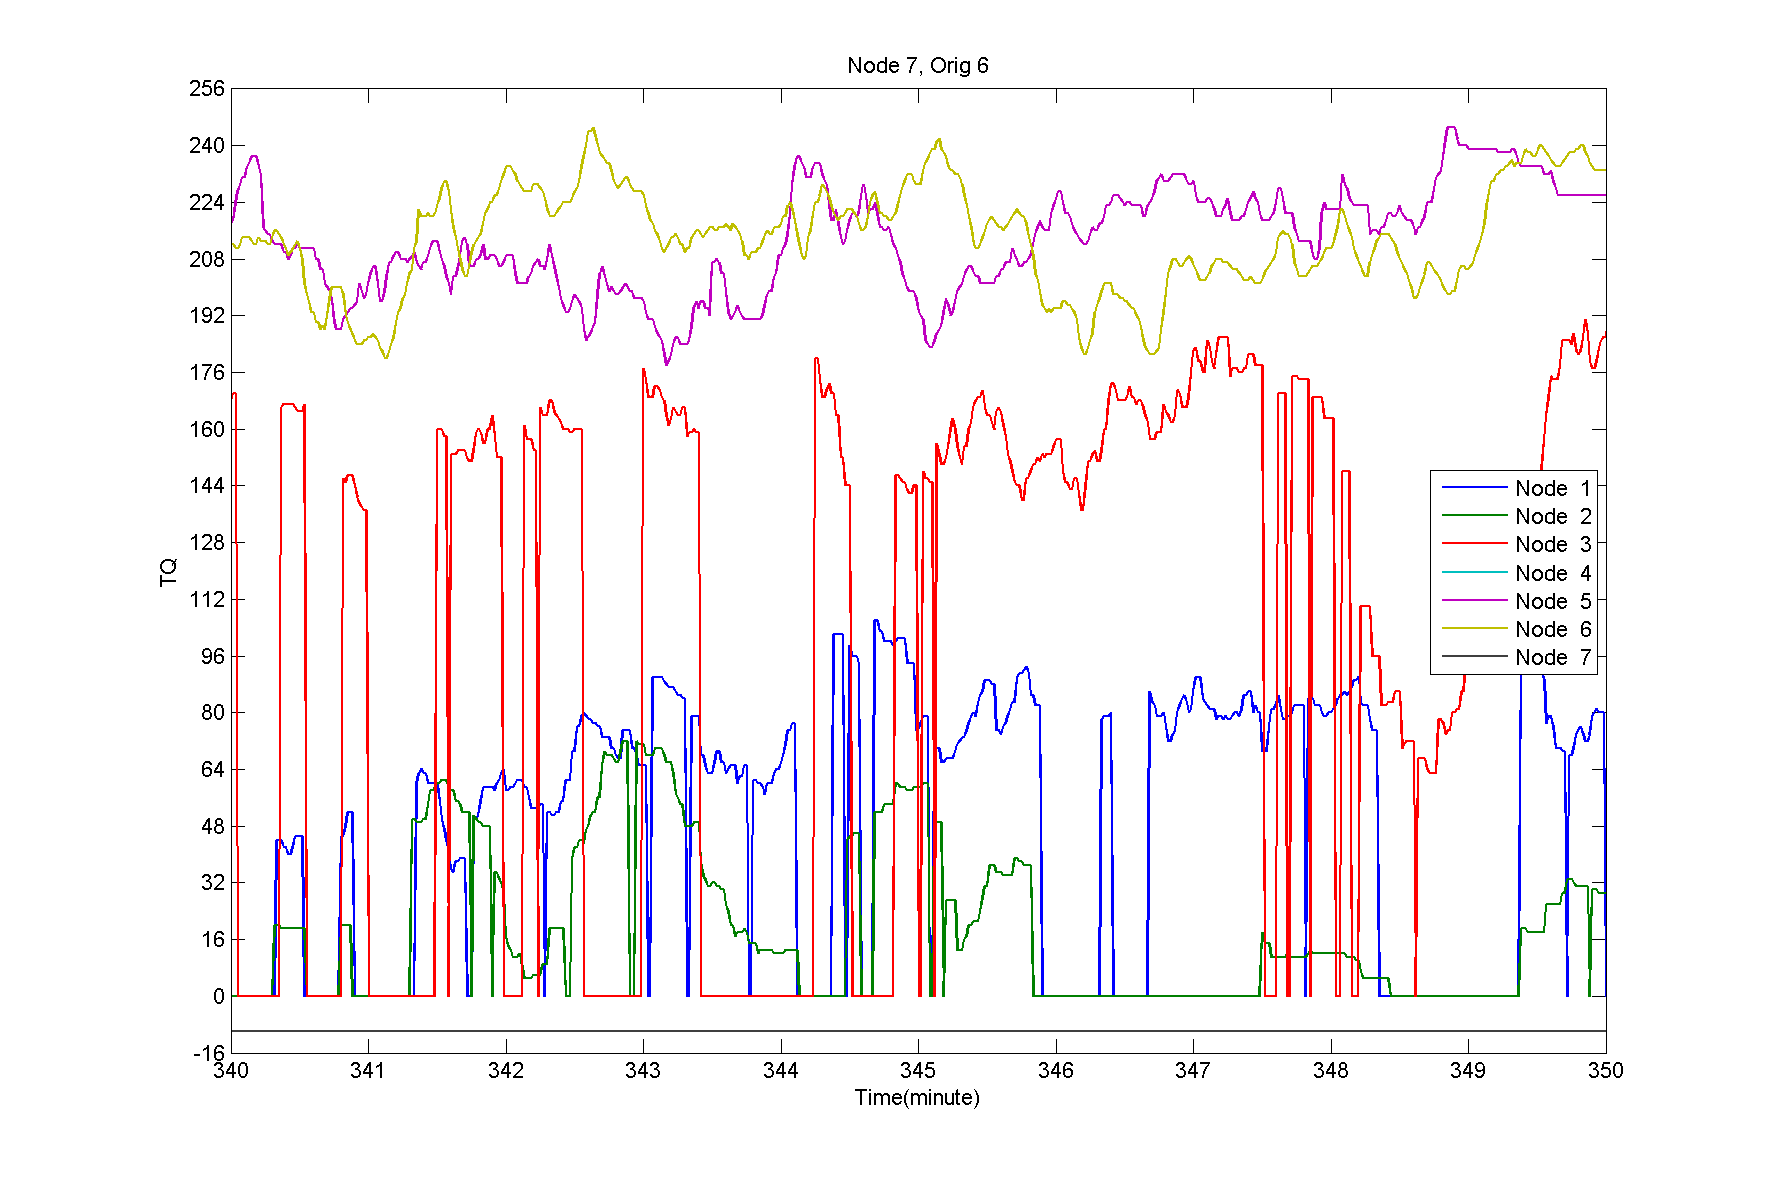 Node 7, Orig 6
256
240
224
208
192
176
160
144
128
112
96
80
64
48
32
16
0
-16
TQ
Node 1
Node 2
Node 3
Node 4
Node 5
Node 6
Node 7
340 341 342 343 344 345 346 347 348 349 350
Time(minute)